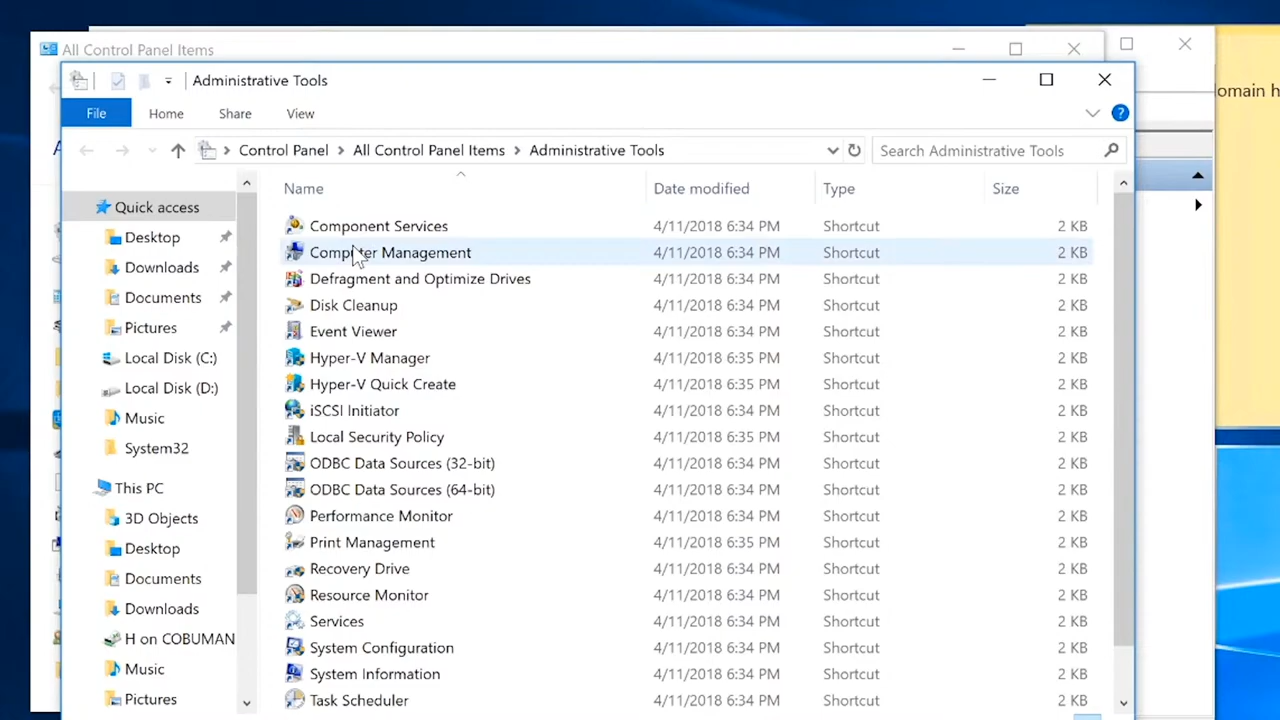 All Control Panel Items
Administrative Tools
File Home Share View
Control Panel All Control Panel Items Administrative Tools Search Administrative Tools
omain h
Name Date modified Type Size
Quick access
Desktop
Downloads
Documents
Pictures
Local Disk (C:)
Local Disk (D:)
Music
System32
This PC
3D Objects
Desktop
Documents
Downloads
H on COBUMAN
Music
Pictures
Component Services 4/11/2018 6:34 PM Shortcut 2 KB
Computer Management 4/11/2018 6:34 PM Shortcut 2 KB
Defragment and Optimize Drives 4/11/2018 6:34 PM Shortcut 2 KB
Disk Cleanup 4/11/2018 6:34 PM Shortcut 2 KB
Event Viewer 4/11/2018 6:34 PM Shortcut 2 KB
Hyper-V Manager 4/11/2018 6:35 PM Shortcut 2 KB
Hyper-V Quick Create 4/11/2018 6:35 PM Shortcut 2 KB
iSCSI Initiator 4/11/2018 6:34 PM Shortcut 2 KB
Local Security Policy 4/11/2018 6:35 PM Shortcut 2 KB
ODBC Data Sources (32-bit) 4/11/2018 6:34 PM Shortcut 2 KB
ODBC Data Sources (64-bit) 4/11/2018 6:34 PM Shortcut 2 KB
Performance Monitor 4/11/2018 6:34 PM Shortcut 2 KB
Print Management 4/11/2018 6:35 PM Shortcut 2 KB
Recovery Drive 4/11/2018 6:34 PM Shortcut 2 KB
Resource Monitor 4/11/2018 6:34 PM Shortcut 2 KB
Services 4/11/2018 6:34 PM Shortcut 2 KB
System Configuration 4/11/2018 6:34 PM Shortcut 2 KB
System Information 4/11/2018 6:34 PM Shortcut 2 KB
Task Scheduler 4/11/2018 6:34 PM Shortcut 2 KB